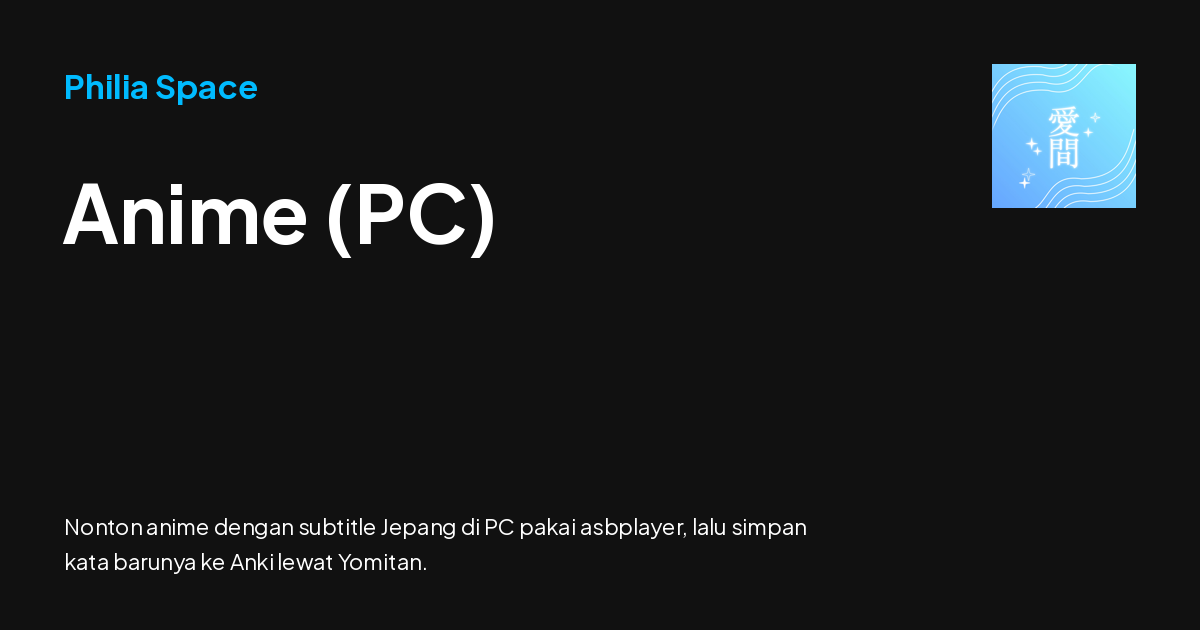 Philia Space
愛
間
Anime (PC)
Nonton anime dengan subtitle Jepang di PC pakai asbplayer, lalu simpan
kata barunya ke Anki lewat Yomitan.